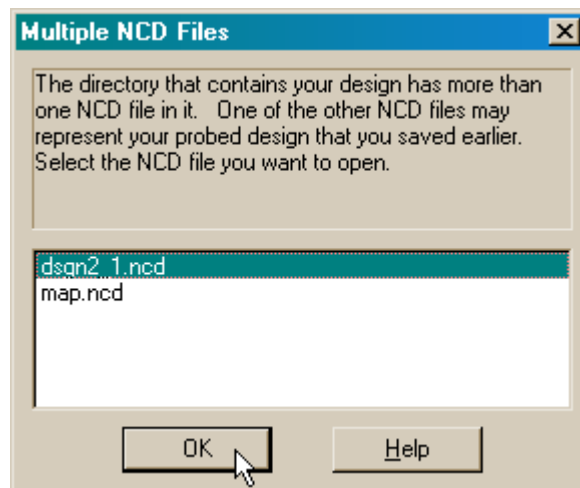 Multiple NCD Files
The directory that contains your design has more than
one NCD file in it.   One of the other NCD files may
represent your probed design that you saved earlier.
Select the NCD file you want to open.
dsgn2_1.ncd
map.ncd
OK
Help